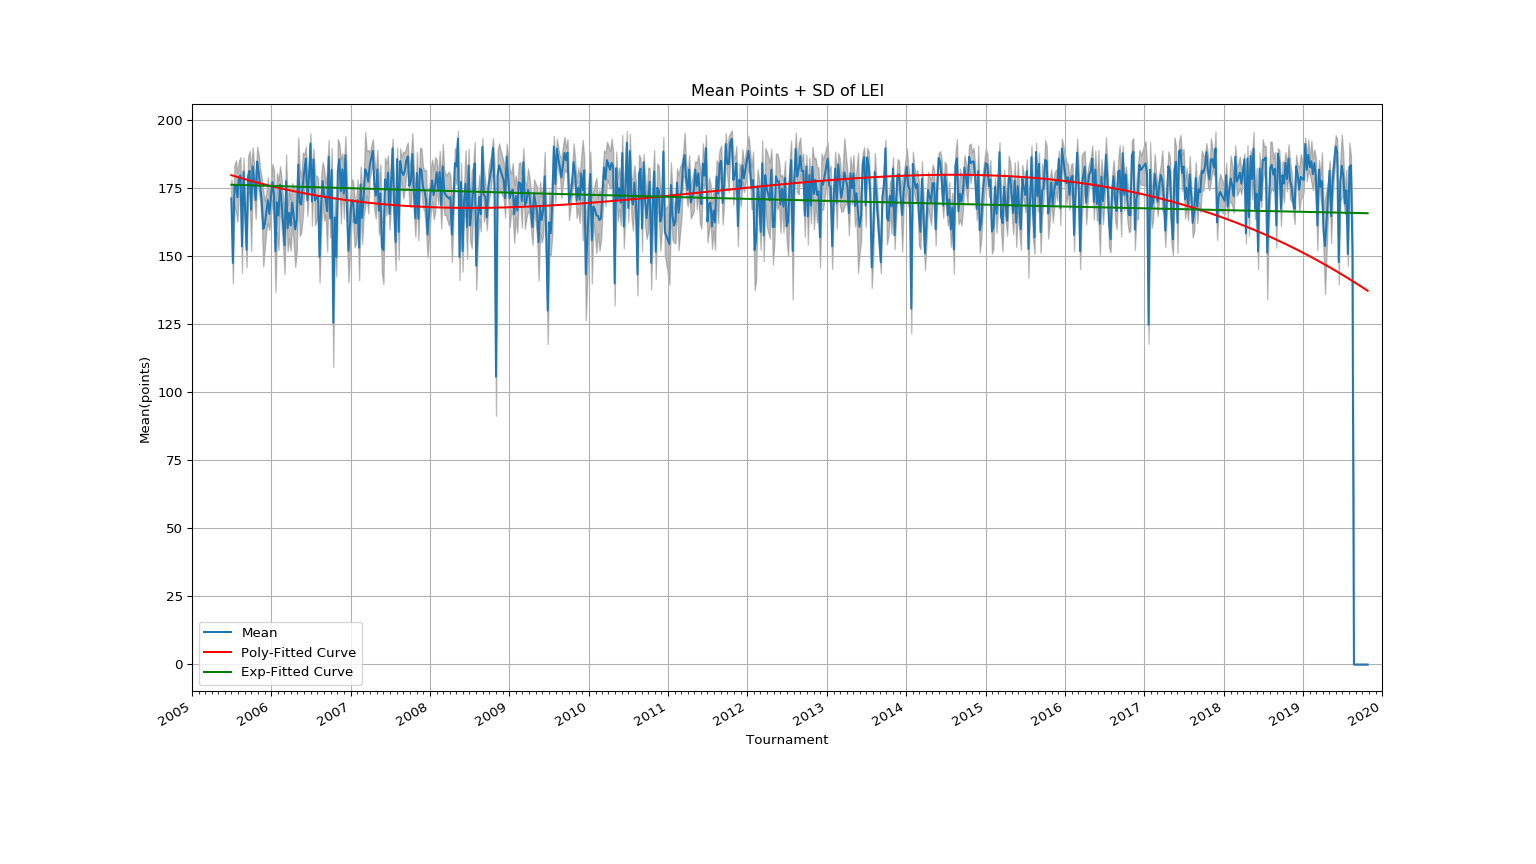 Mean Points + SD of LEI
200
175
150
125
100
75
50
25
0
Mean(points)
Mean
Poly-Fitted Curve
Exp-Fitted Curve
2005 2006 2007 2008 2009 2010 2011 2012 2013 2014 2015 2016 2017 2018 2019 2020
Tournament